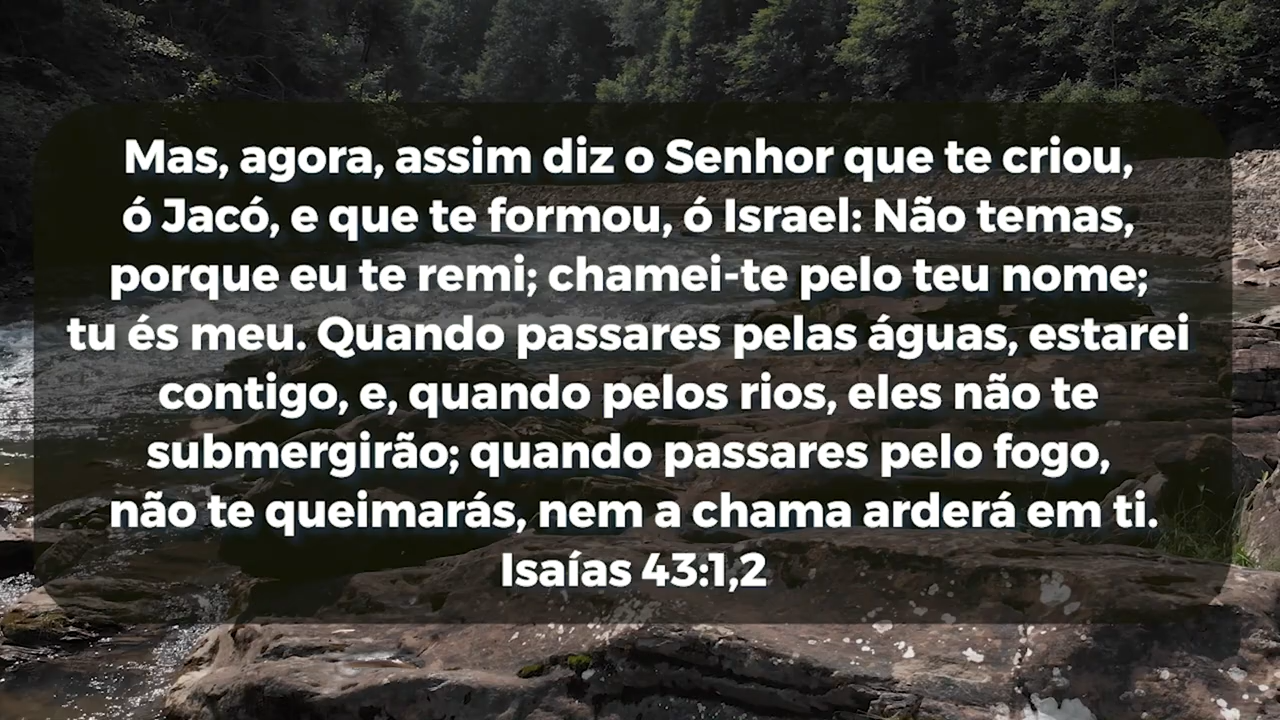 Mas, agora, assim diz o Senhor que te criou,
ó Jacó, e que te formou, ó Israel: Não temas,
porque eu te remi; chamei-te pelo teu nome;
tu és meu. Quando passares pelas águas, estarei
contigo, e, quando pelos rios, eles não te
submergirão; quando passares pelo fogo,
não te queimarás, nem a chama arderá em ti.
Isaías 43:1,2